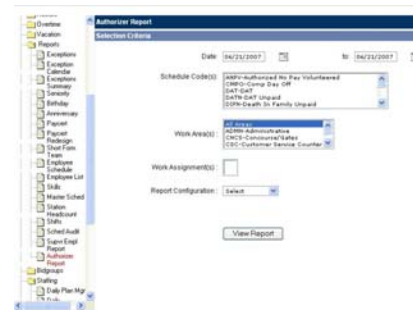 Overtime
Vacation
Reports
Exceptions
Exception
Calendar
Exceptions
Summary
Seniority
Birthday
Anniversary
Paycert
Paycert
Redesign
Short Form
Team
Employee
Schedule
Employee List
Skills
Master Sched
Station
Headcount
Shifts
Sched Audit
Supvr Empl
Report
Authorizer
Report
Bidgroups
Staffing
Daily Plan Mgr
Authorizer Report
Selection Criteria
Date: 06/21/2007 to: 06/21/2007
Schedule Code(s):
ANPV-Authorized No Pay Volunteered
CMPO-Comp Day Off
DAT-DAT
DATN-DAT Unpaid
DIFN-Death In Family Unpaid
Work Area(s):
All Areas
ADMN-Administrative
CNCS-Concourse/Gates
CSC-Customer Service Counter
Work Assignment(s):
Report Configuration: Select
View Report